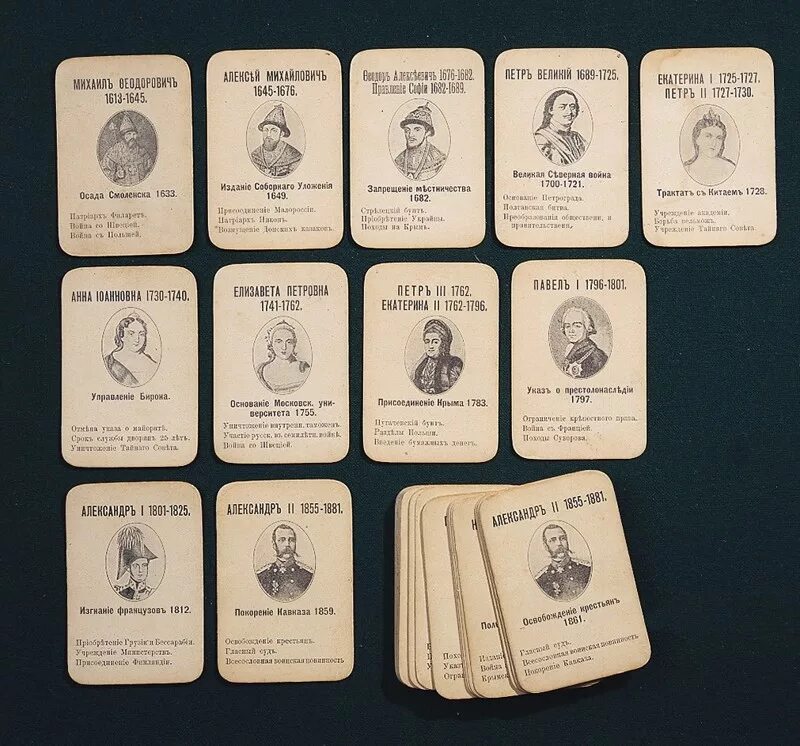 МИХАИЛЪ ѲЕОДОРОВИЧЪ
1613-1645.
Осада Смоленска 1633.
Патріархъ Филаретъ.
Война со Швеціей.
Война съ Польшей.
АЛЕКСѢЙ МИХАЙЛОВИЧЪ
1645-1676.
Изданіе Соборнаго Уложенія
1649.
Присоединеніе Малороссіи.
Патріархъ Никонъ.
Возмущеніе Донскихъ казаковъ.
Ѳеодоръ Алексѣевичъ 1676-1682.
Правленіе Софіи 1682-1689.
Запрещеніе мѣстничества
1682.
Стрѣлецкій бунтъ.
Пріобрѣтеніе Украйны.
Походы на Крымъ.
ПЕТРЪ ВЕЛИКІЙ 1689-1725.
Великая Сѣверная война
1700-1721.
Основаніе Петрограда.
Полтавская битва.
Преобразованія обществени. и
правительствени.
ЕКАТЕРИНА I 1725-1727.
ПЕТРЪ II 1727-1730.
Трактатъ съ Китаемъ 1728.
Учрежденіе академіи.
Борьба вельможъ.
Учрежденіе Тайнаго Совѣта.
АННА ІОАННОВНА 1730-1740.
Управленіе Бирона.
Отмѣна указа о майоратѣ.
Срокъ службы дворянъ 25 лѣтъ.
Уничтоженіе Тайнаго Совѣта.
ЕЛИЗАВЕТА ПЕТРОВНА
1741-1762.
Основаніе Московск. уни-
верситета 1755.
Уничтоженіе внутренн. таможен.
Участіе русск. въ семилѣтн. войнѣ.
Война со Швеціей.
ПЕТРЪ III 1762.
ЕКАТЕРИНА II 1762-1796.
Присоединеніе Крыма 1783.
Пугачевскій бунтъ.
Раздѣлы Польши.
Введеніе бумажныхъ денегъ.
ПАВЕЛЪ I 1796-1801.
Указъ о престолонаслѣдіи
1797.
Ограниченіе крѣпостного права.
Война съ Франціей.
Походы Суворова.
АЛЕКСАНДРЪ I 1801-1825.
Изгнаніе французовъ 1812.
Пріобрѣтеніе Грузіи и Бессарабіи.
Учрежденіе Министерствъ.
Присоединеніе Финляндіи.
АЛЕКСАНДРЪ II 1855-1881.
Покореніе Кавказа 1859.
Освобожденіе крестьянъ.
Гласный судъ.
Всесословная воинская повинность
АЛЕКСАНДРЪ II 1855-1881.
Освобожденіе крестьянъ
1861.
Гласный судъ.
Всесословная воинская повинность
Покореніе Кавказа.